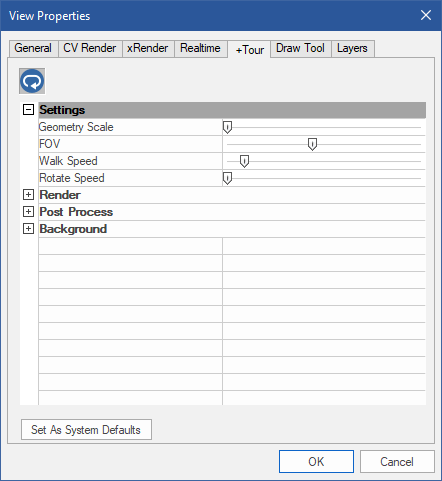 View Properties
General CV Render xRender Realtime +Tour Draw Tool Layers
Settings
Geometry Scale
FOV
Walk Speed
Rotate Speed
Render
Post Process
Background
Set As System Defaults
OK Cancel